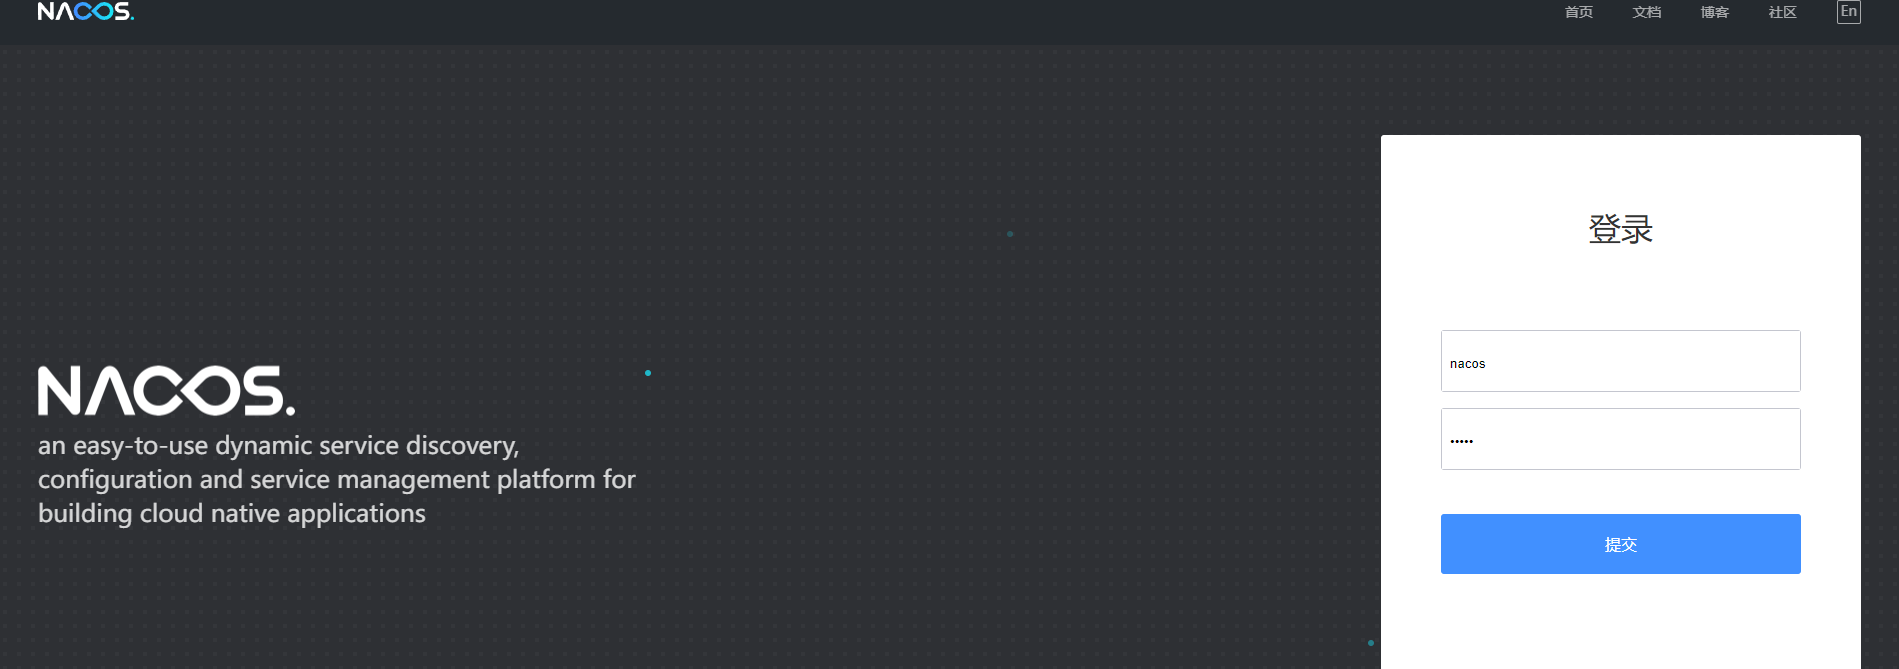 NACOS.
首页 文档 博客 社区 En
登录
nacos
•••••
提交
NACOS.
an easy-to-use dynamic service discovery,
configuration and service management platform for
building cloud native applications